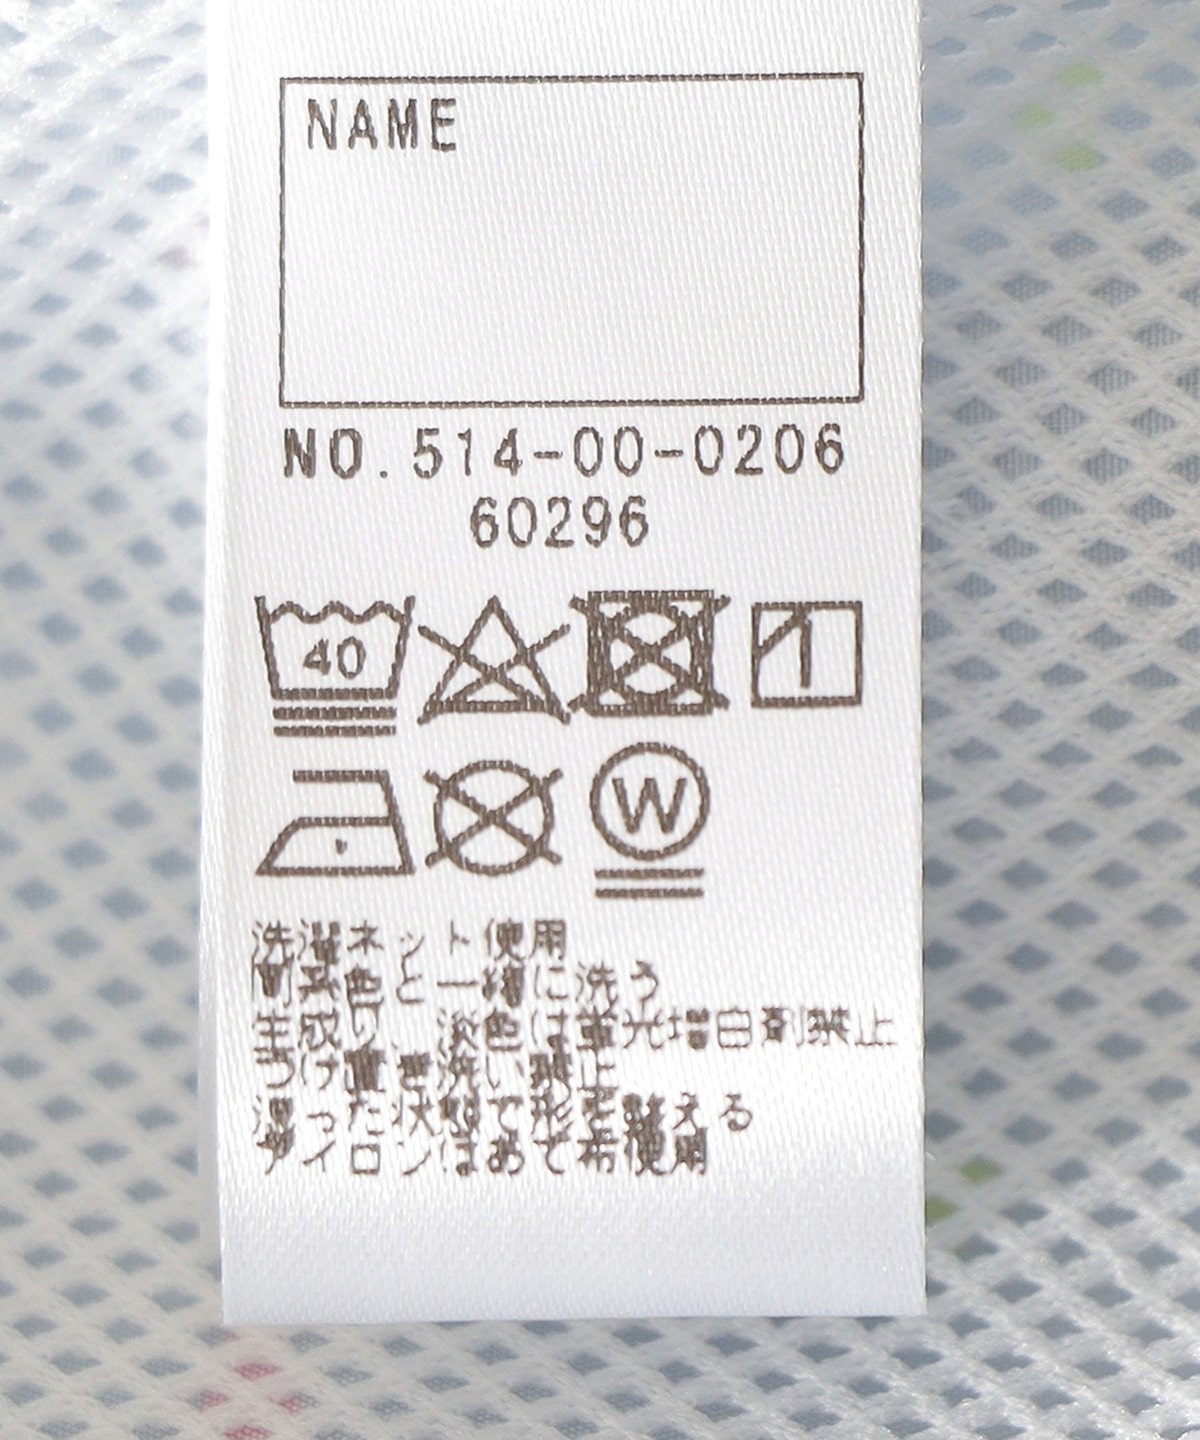 NAME
NO.514-00-0206
60296
40
W
洗濯ネット使用
同系色と一緒に洗う
生成り、淡色は蛍光増白剤禁止
つけ置き洗い禁止
湿った状態で形を整える
アイロンはあて布使用